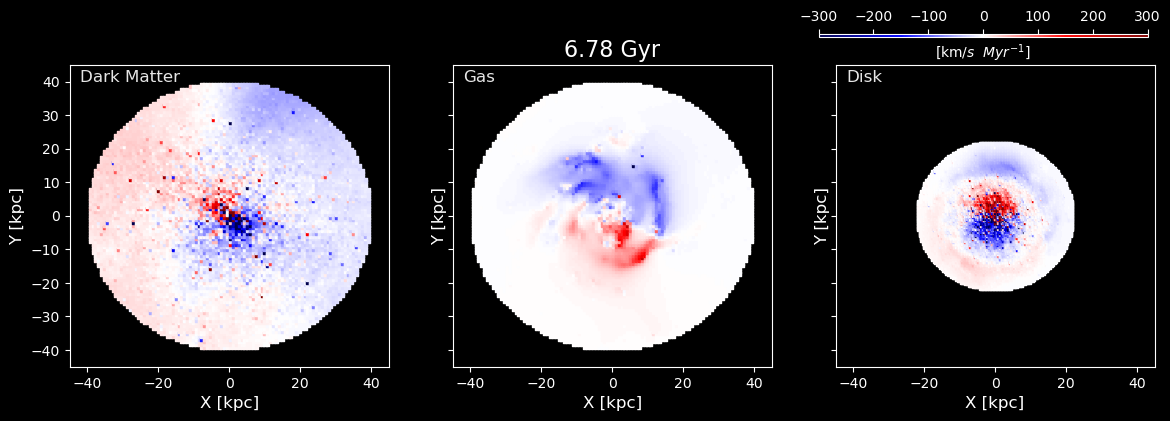 −300 −200 −100 0 100 200 300
[km/s Myr⁻¹]
6.78 Gyr
Dark Matter
Gas
Disk
40
30
20
10
0
−10
−20
−30
−40
Y [kpc]
Y [kpc]
Y [kpc]
−40 −20 0 20 40
−40 −20 0 20 40
−40 −20 0 20 40
X [kpc]
X [kpc]
X [kpc]